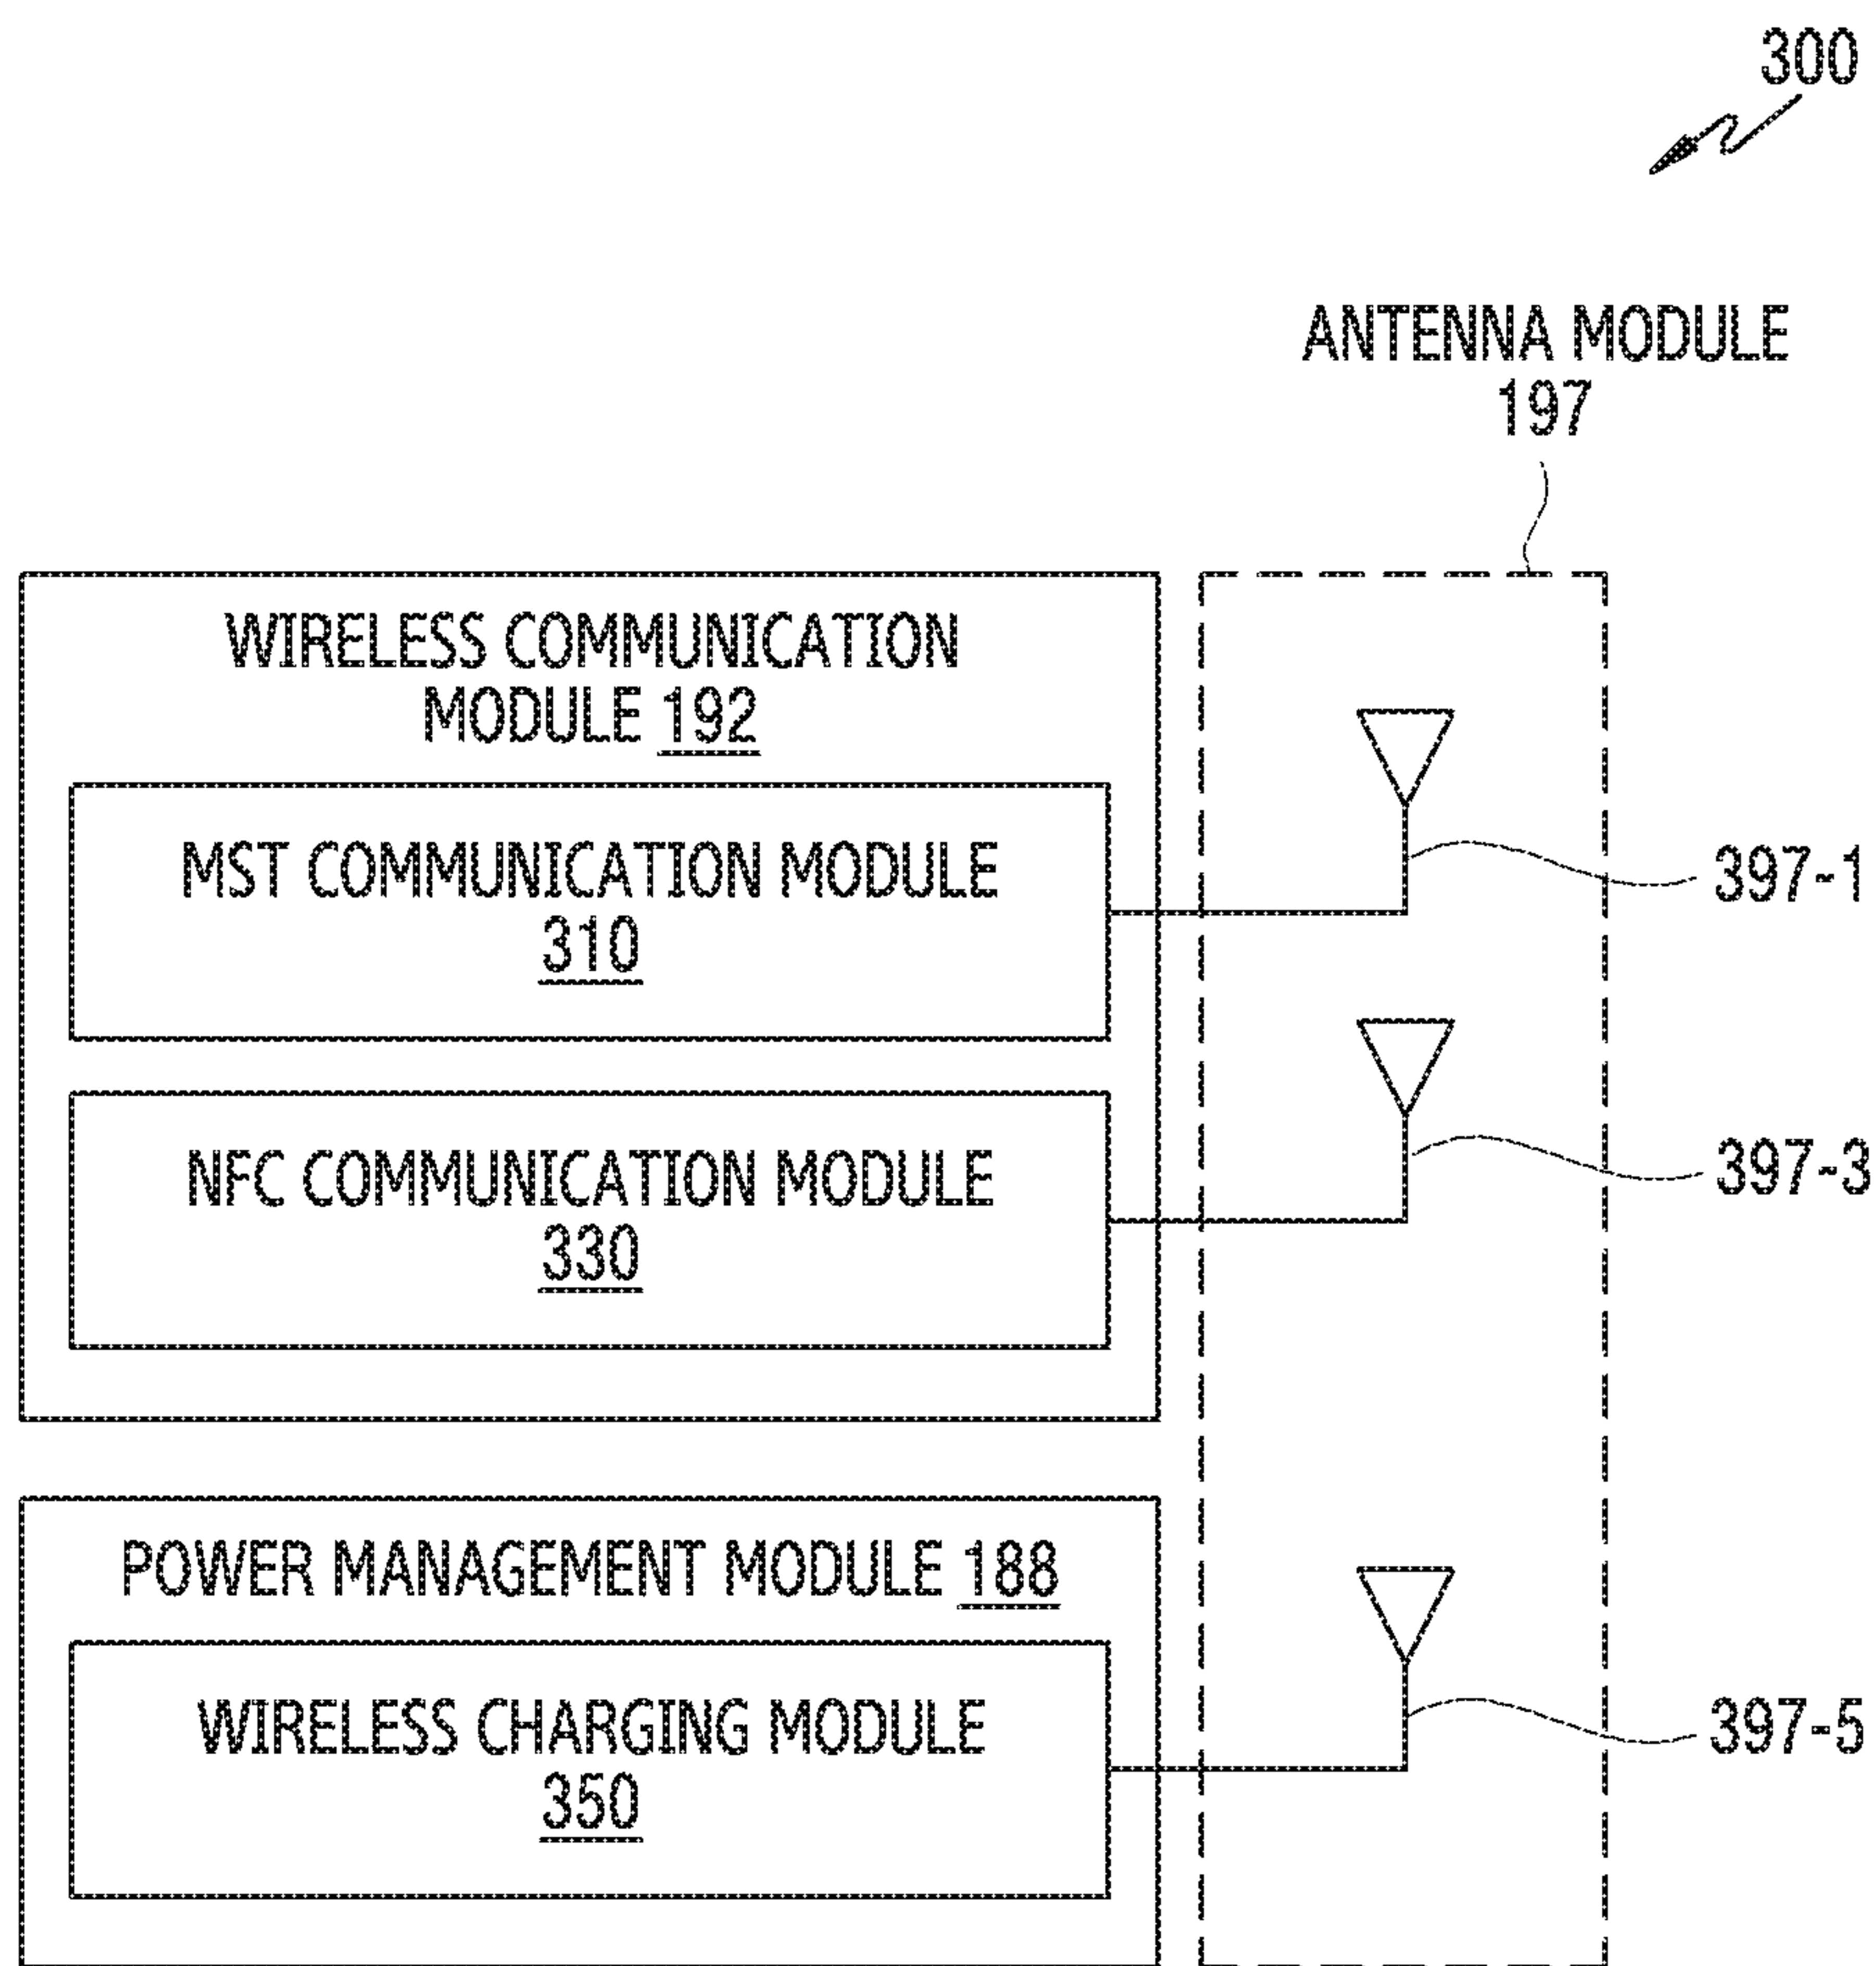 300
ANTENNA MODULE
197
WIRELESS COMMUNICATION
MODULE 192
MST COMMUNICATION MODULE
310
397-1
NFC COMMUNICATION MODULE
330
397-3
POWER MANAGEMENT MODULE 188
WIRELESS CHARGING MODULE
350
397-5